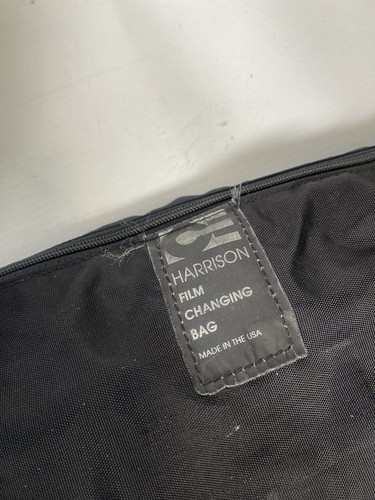 HARRISON
FILM
CHANGING
BAG
MADE IN THE USA